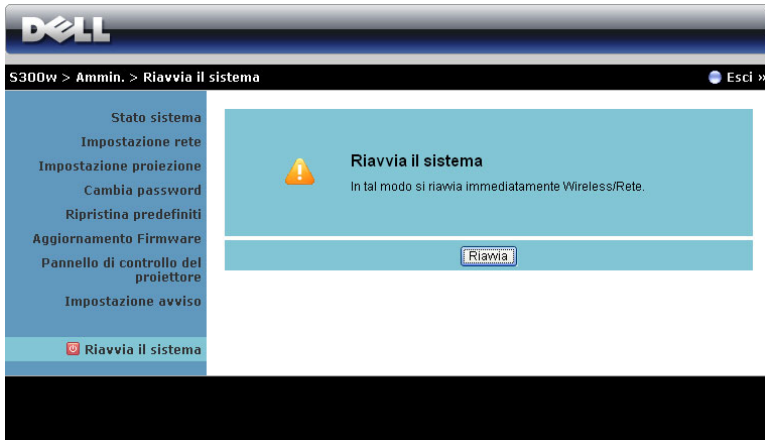 DELL
S300w > Ammin. > Riavvia il sistema
Esci »
Stato sistema
Impostazione rete
Impostazione proiezione
Cambia password
Ripristina predefiniti
Aggiornamento Firmware
Pannello di controllo del
proiettore
Impostazione avviso
Riavvia il sistema
Riavvia il sistema
In tal modo si riavvia immediatamente Wireless/Rete.
Riavvia